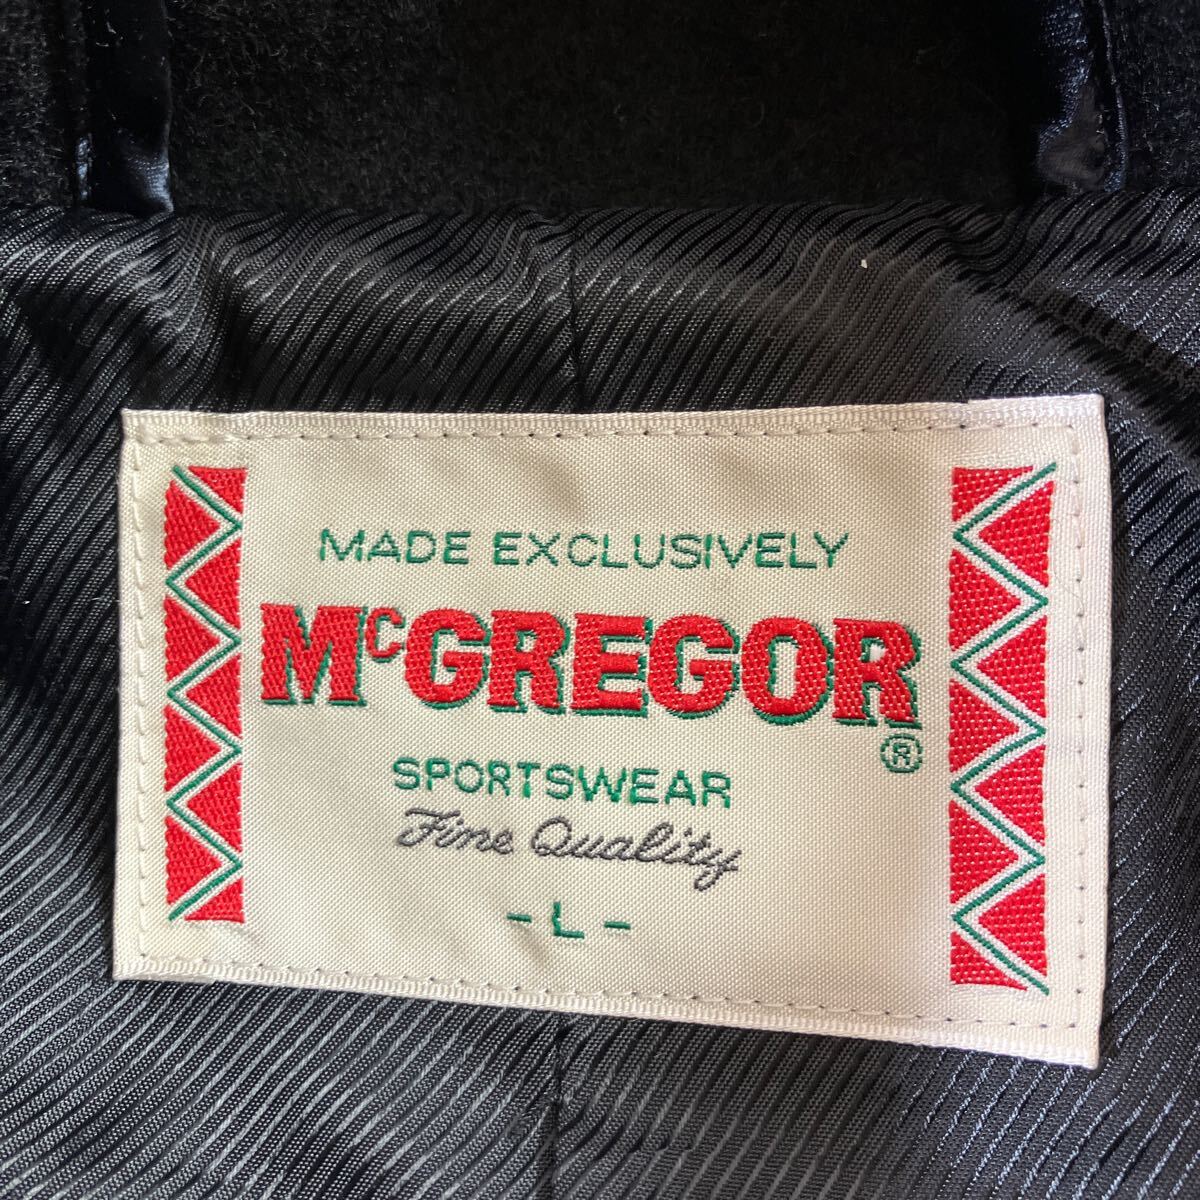 MADE EXCLUSIVELY
McGREGOR®
SPORTSWEAR
Fine Quality
- L -